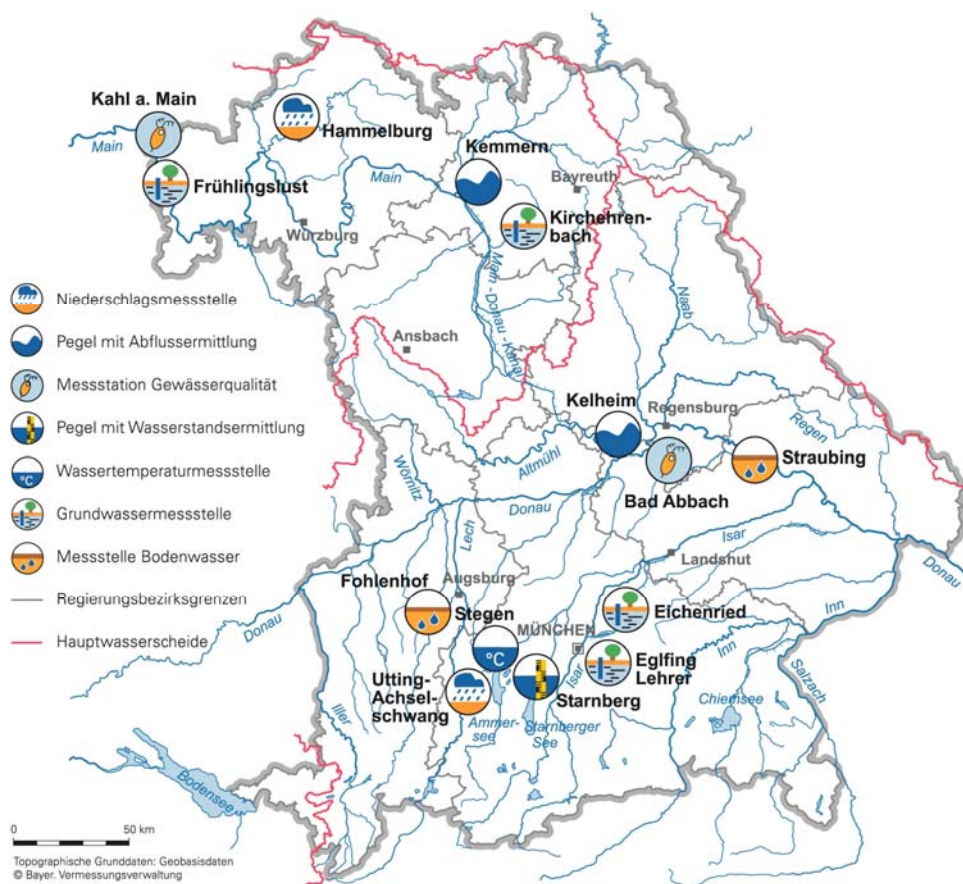 Kahl a. Main
Main
Hammelburg
Frühlingslust
Kemmern
Main
Bayreuth
Kirchehren-
bach
Würzburg
Main - Donau - Kanal
Naab
Ansbach
Niederschlagsmessstelle
Pegel mit Abflussermittlung
Messstation Gewässerqualität
Pegel mit Wasserstandsermittlung
°C
Wassertemperaturmessstelle
Grundwassermessstelle
Messstelle Bodenwasser
Regierungsbezirksgrenzen
Hauptwasserscheide
Kelheim
Regensburg
Regen
Straubing
Altmühl
Wörnitz
Bad Abbach
Donau
Lech
Isar
Landshut
Donau
Fohlenhof
Augsburg
Stegen
Eichenried
Inn
Donau
MÜNCHEN
°C
Inn
Eglfing
Lehrer
Isar
Salzach
Utting-
Achsel-
schwang
Starnberg
Chiemsee
Iller
Ammer-
see
Starnberger
See
Bodensee
0 50 km
Topographische Grunddaten: Geobasisdaten
© Bayer. Vermessungsverwaltung